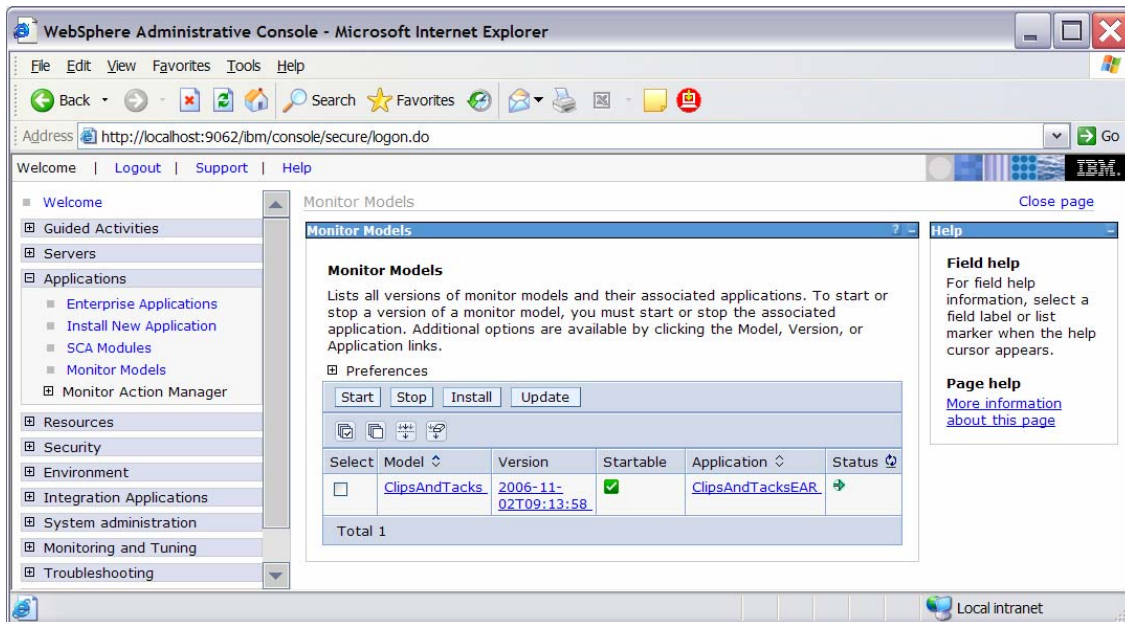 WebSphere Administrative Console - Microsoft Internet Explorer
File Edit View Favorites Tools Help
Back Search Favorites
Address http://localhost:9062/ibm/console/secure/logon.do Go
Welcome | Logout | Support | Help IBM.
Welcome
Guided Activities
Servers
Applications
Enterprise Applications
Install New Application
SCA Modules
Monitor Models
Monitor Action Manager
Resources
Security
Environment
Integration Applications
System administration
Monitoring and Tuning
Troubleshooting
Monitor Models Close page
Monitor Models ? -
Monitor Models
Lists all versions of monitor models and their associated applications. To start or
stop a version of a monitor model, you must start or stop the associated
application. Additional options are available by clicking the Model, Version, or
Application links.
Preferences
Start Stop Install Update
Select Model Version Startable Application Status
ClipsAndTacks 2006-11-
02T09:13:58 ClipsAndTacksEAR
Total 1
Help -
Field help
For field help
information, select a
field label or list
marker when the help
cursor appears.
Page help
More information
about this page
Local intranet